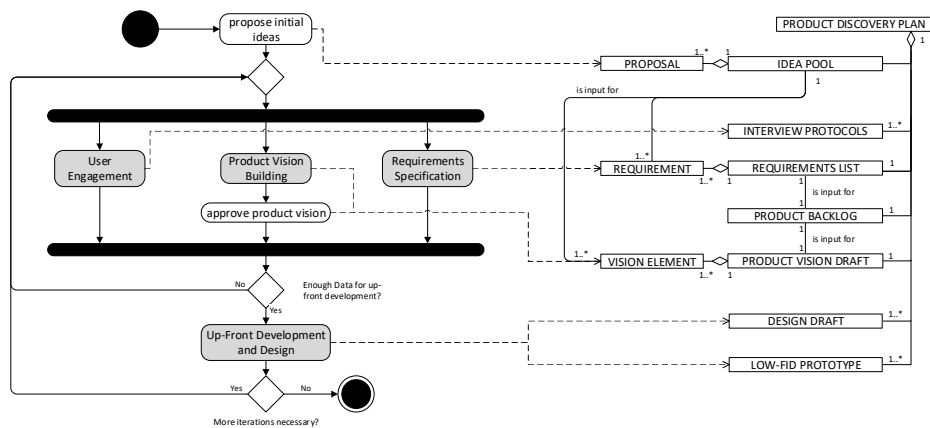 propose initial
ideas
PRODUCT DISCOVERY PLAN
1
1..*
1
PROPOSAL
IDEA POOL
1
is input for
1..*
INTERVIEW PROTOCOLS
User
Engagement
Product Vision
Building
Requirements
Specification
1..*
REQUIREMENT
REQUIREMENTS LIST
1
1..*
1
1
is input for
approve product vision
1
PRODUCT BACKLOG
1
1
is input for
1
1..*
VISION ELEMENT
PRODUCT VISION DRAFT
1
1..*
1
No
Enough Data for up-
front development?
Yes
1..*
DESIGN DRAFT
Up-Front Development
and Design
1..*
LOW-FID PROTOTYPE
Yes
No
More iterations necessary?